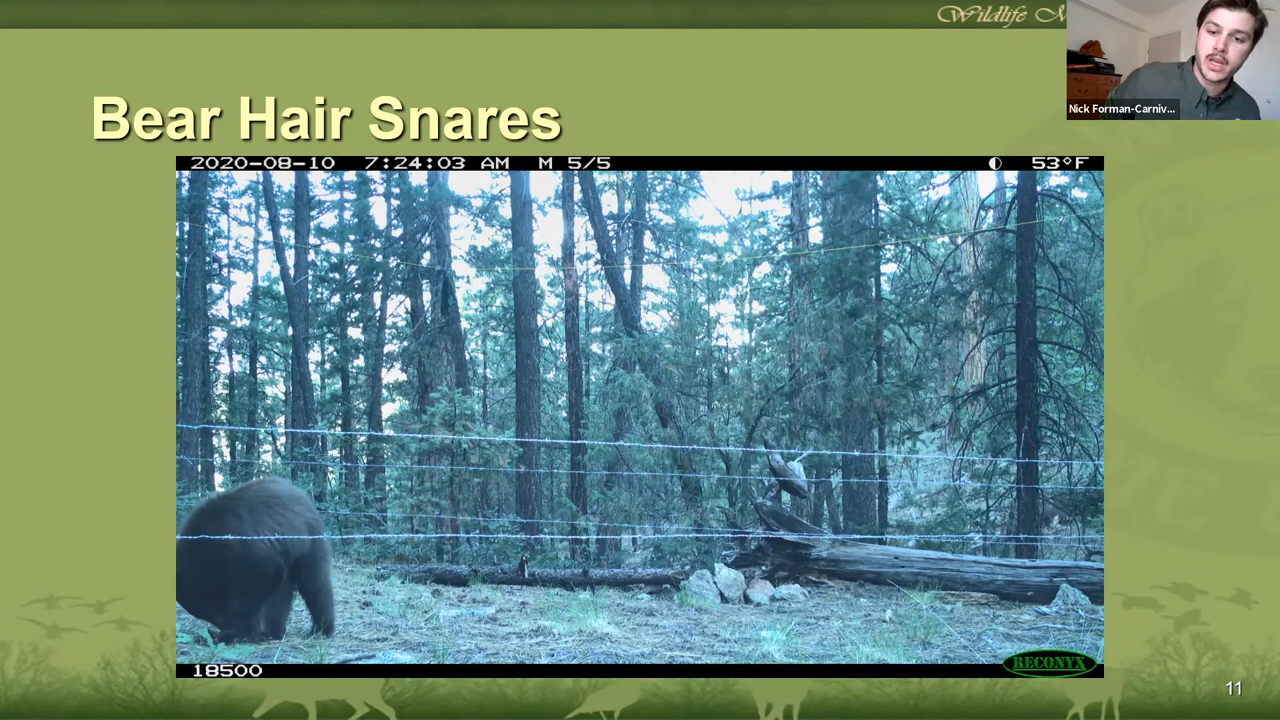 Wildlife
Nick Forman-Carniv...
Bear Hair Snares
2020-08-10 7:24:03 AM M 5/5 53°F
18500
RECONYX
11